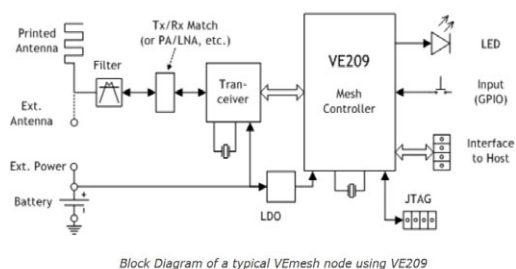 Printed
Antenna
Tx/Rx Match
(or PA/LNA, etc.)
Filter
Ext.
Antenna
Tran-
ceiver
VE209
Mesh
Controller
LED
Input
(GPIO)
Interface
to Host
Ext. Power
Battery
+
LDO
JTAG
Block Diagram of a typical VEmesh node using VE209